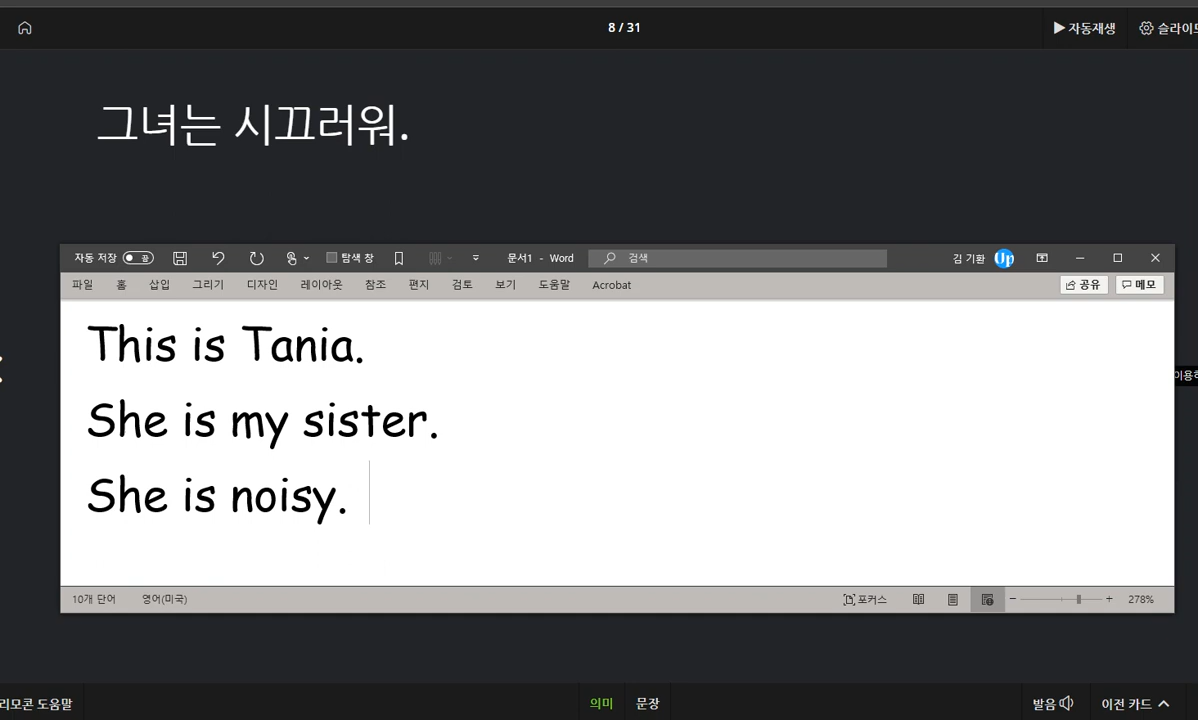 8 / 31
▶ 자동재생
그녀는 시끄러워.
자동 저장 끔
탐색 창
문서1 - Word
검색
김 기환
Up
파일 홈 삽입 그리기 디자인 레이아웃 참조 편지 검토 보기 도움말 Acrobat
공유 메모
This is Tania.
She is my sister.
She is noisy.
10개 단어 영어(미국)
포커스
− + 278%
리모콘 도움말
의미 문장
발음 이전 카드